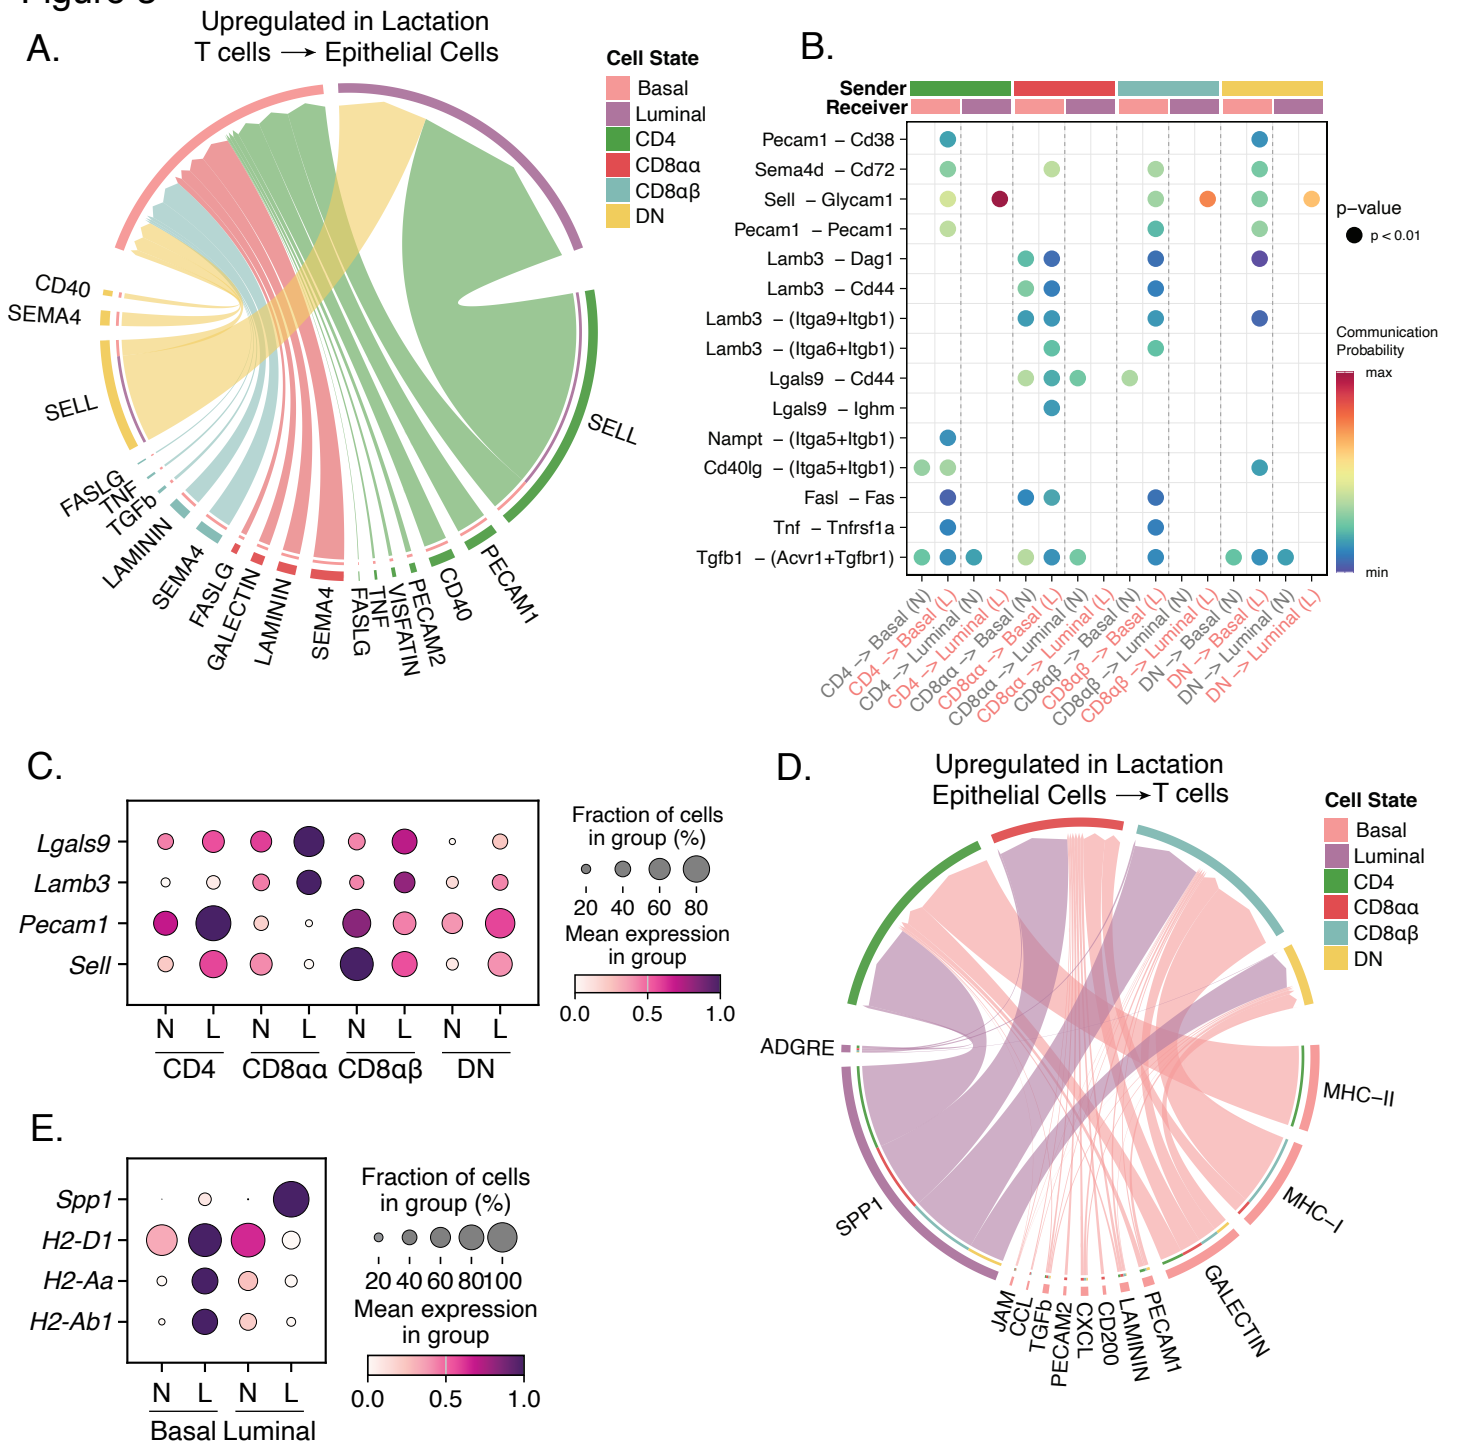 A.
Upregulated in Lactation
T cells → Epithelial Cells
Cell State
Basal
Luminal
CD4
CD8αα
CD8αβ
DN
CD40
SEMA4
SELL
FASLG
TNF
TGFb
LAMININ
SEMA4
FASLG
GALECTIN
LAMININ
SEMA4
FASLG
TNF
VISFATIN
PECAM2
CD40
PECAM1
SELL
B.
Sender
Receiver
Pecam1 – Cd38
Sema4d – Cd72
Sell – Glycam1
Pecam1 – Pecam1
Lamb3 – Dag1
Lamb3 – Cd44
Lamb3 – (Itga9+Itgb1)
Lamb3 – (Itga6+Itgb1)
Lgals9 – Cd44
Lgals9 – Ighm
Nampt – (Itga5+Itgb1)
Cd40lg – (Itga5+Itgb1)
Fasl – Fas
Tnf – Tnfrsf1a
Tgfb1 – (Acvr1+Tgfbr1)
CD4 –> Basal (N)
CD4 –> Basal (L)
CD4 –> Luminal (N)
CD4 –> Luminal (L)
CD8αα –> Basal (N)
CD8αα –> Basal (L)
CD8αα –> Luminal (N)
CD8αα –> Luminal (L)
CD8αβ –> Basal (N)
CD8αβ –> Basal (L)
CD8αβ –> Luminal (N)
CD8αβ –> Luminal (L)
DN –> Basal (N)
DN –> Basal (L)
DN –> Luminal (N)
DN –> Luminal (L)
p–value
p < 0.01
Communication
Probability
max
min
C.
Lgals9
Lamb3
Pecam1
Sell
N L N L N L N L
CD4 CD8αα CD8αβ DN
Fraction of cells
in group (%)
20 40 60 80
Mean expression
in group
0.0 0.5 1.0
D.
Upregulated in Lactation
Epithelial Cells → T cells
Cell State
Basal
Luminal
CD4
CD8αα
CD8αβ
DN
ADGRE
SPP1
JAM
CCL
TGFb
PECAM2
CXCL
CD200
LAMININ
PECAM1
GALECTIN
MHC–I
MHC–II
E.
Spp1
H2-D1
H2-Aa
H2-Ab1
N L N L
Basal Luminal
Fraction of cells
in group (%)
20 40 60 80 100
Mean expression
in group
0.0 0.5 1.0